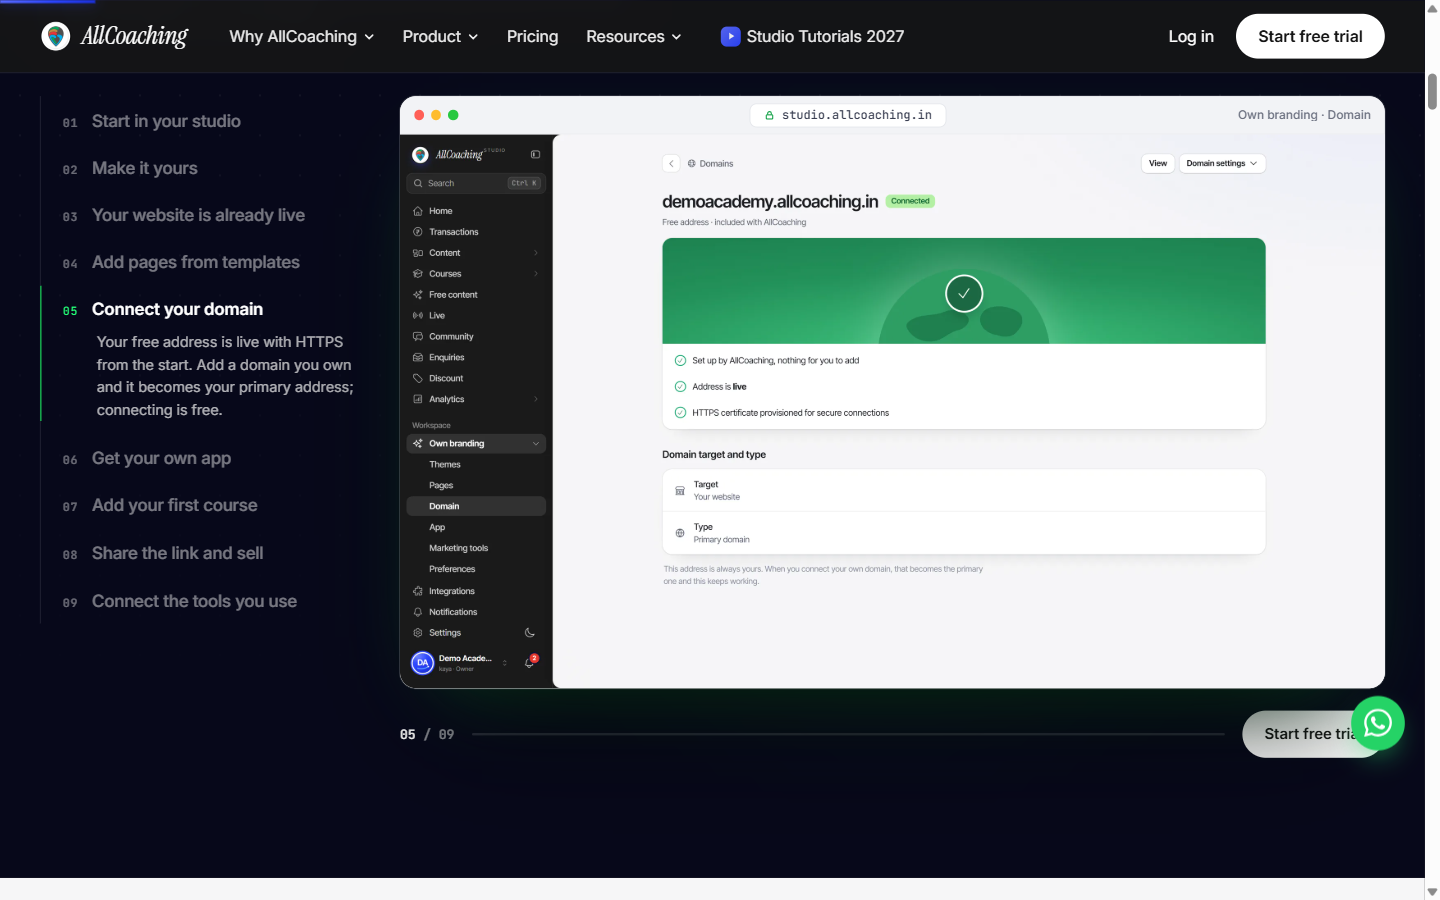 AllCoaching
Why AllCoaching
Product
Pricing
Resources
Studio Tutorials 2027
Log in
Start free trial
01 Start in your studio
02 Make it yours
03 Your website is already live
04 Add pages from templates
05 Connect your domain
Your free address is live with HTTPS
from the start. Add a domain you own
and it becomes your primary address;
connecting is free.
06 Get your own app
07 Add your first course
08 Share the link and sell
09 Connect the tools you use
studio.allcoaching.in
Own branding · Domain
AllCoaching STUDIO
Search Ctrl K
Home
Transactions
Content
Courses
Free content
Live
Community
Enquiries
Discount
Analytics
Workspace
Own branding
Themes
Pages
Domain
App
Marketing tools
Preferences
Integrations
Notifications
Settings
DA
Demo Acade...
Owner
2
Domains
View
Domain settings
demoacademy.allcoaching.in Connected
Free address · included with AllCoaching
Set up by AllCoaching, nothing for you to add
Address is live
HTTPS certificate provisioned for secure connections
Domain target and type
Target
Your website
Type
Primary domain
This address is always yours. When you connect your own domain, that becomes the primary
one and this keeps working.
05 / 09
Start free tria